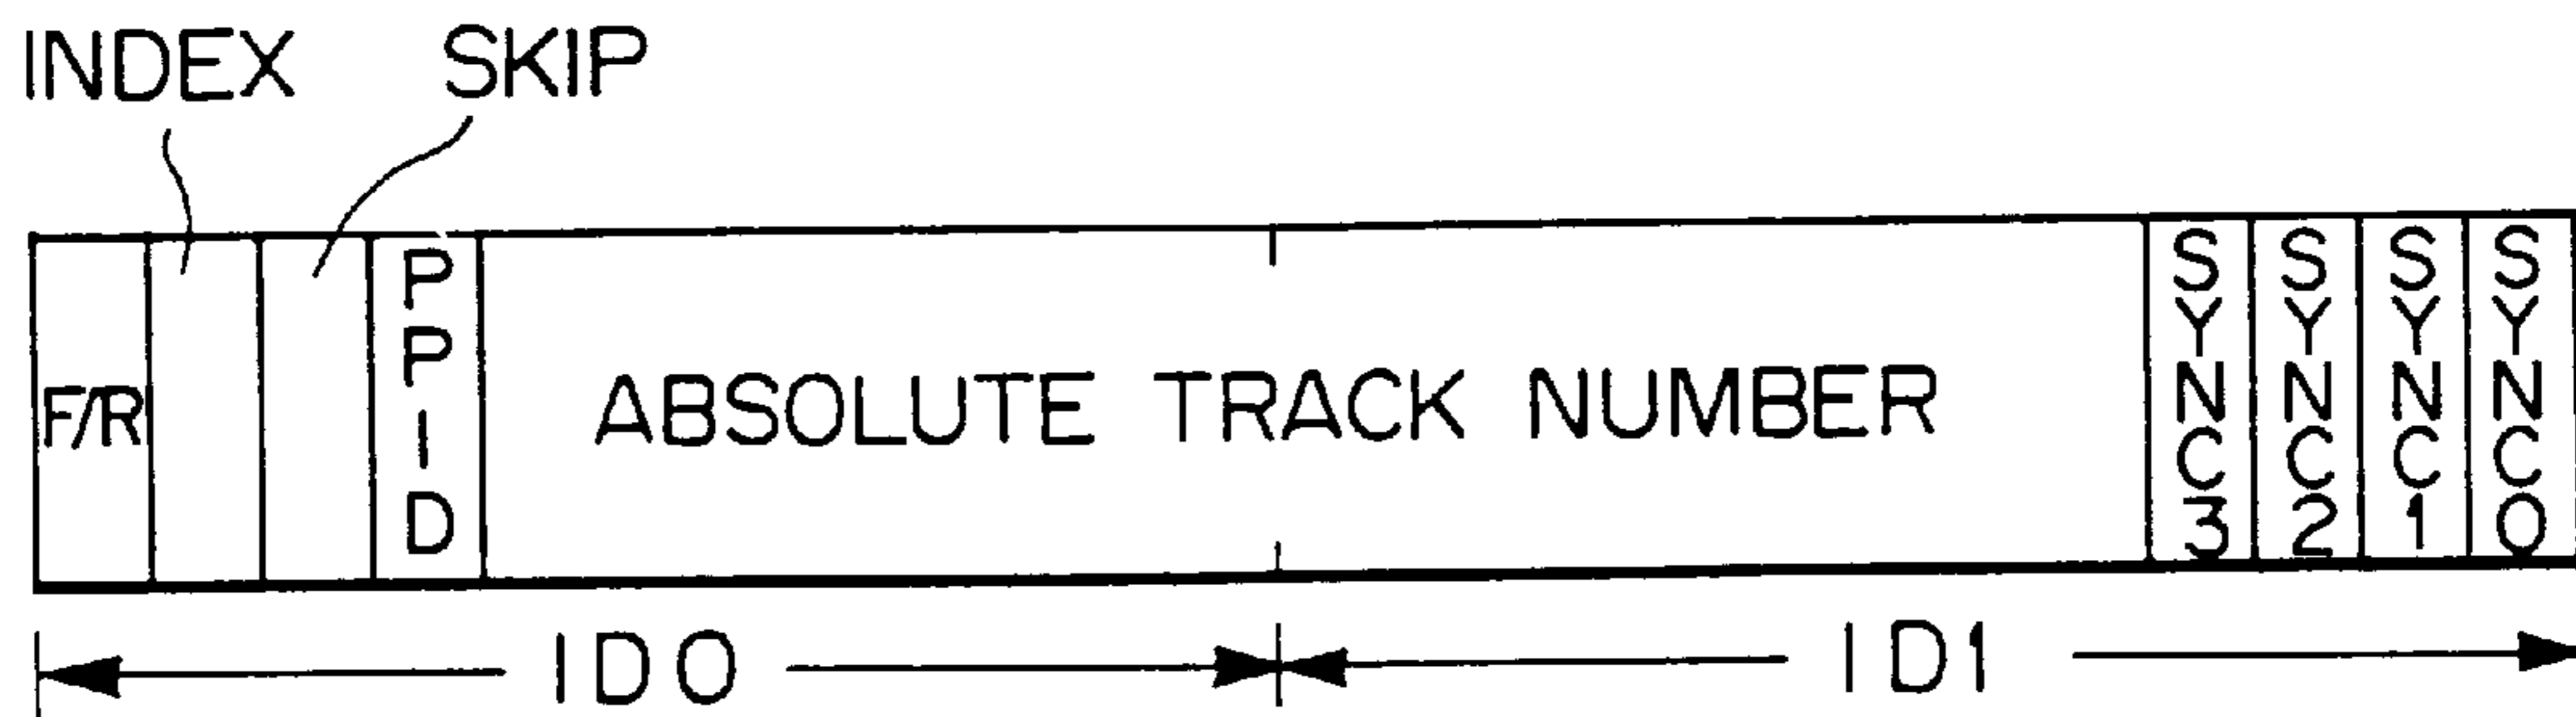 INDEX SKIP
F/R PPID ABSOLUTE TRACK NUMBER SYNC3 SYNC2 SYNC1 SYNC0
ID0 ID1